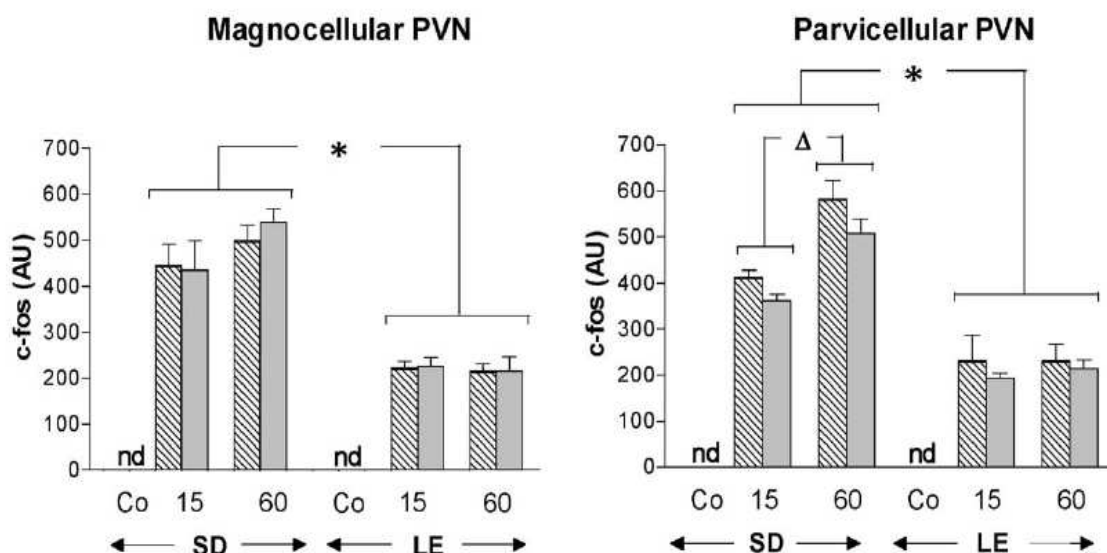 Magnocellular PVN
*
700
600
500
400
300
200
100
0
c-fos (AU)
nd
nd
Co 15 60 Co 15 60
SD LE
Parvicellular PVN
*
Δ
700
600
500
400
300
200
100
0
c-fos (AU)
nd
nd
Co 15 60 Co 15 60
SD LE